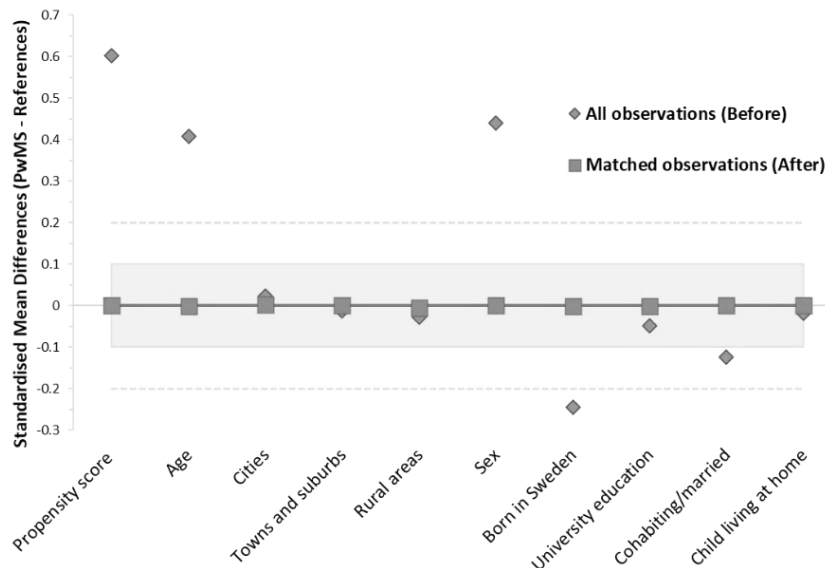 Standardised Mean Differences (PwMS - References)
0.7
0.6
0.5
0.4
0.3
0.2
0.1
0
-0.1
-0.2
-0.3
All observations (Before)
Matched observations (After)
Propensity score
Age
Cities
Towns and suburbs
Rural areas
Sex
Born in Sweden
University education
Cohabiting/married
Child living at home